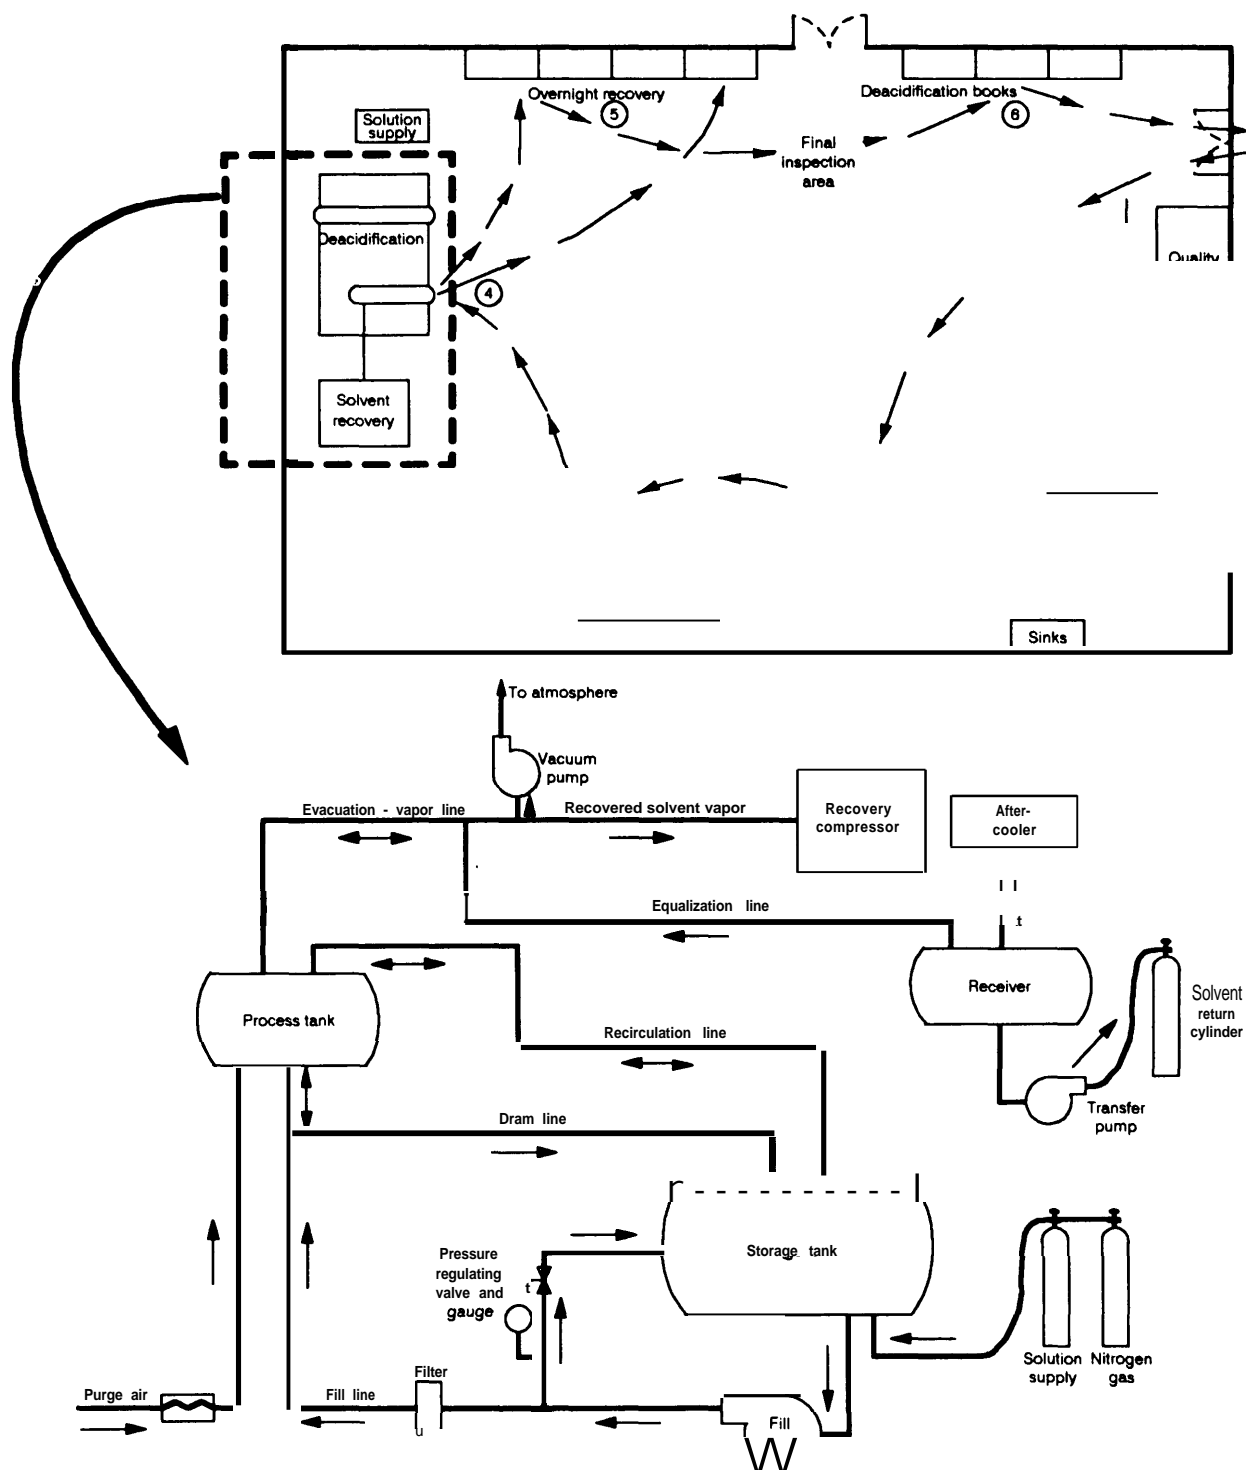 Overnight recovery
5
Deacidification books
6
Solution
supply
Final
inspection
area
Deacidification
Quality
4
Solvent
recovery
Sinks
To atmosphere
Vacuum
pump
Evacuation - vapor line
Recovered solvent vapor
Recovery
compressor
After-
cooler
Equalization line
t
Receiver
Solvent
return
cylinder
Process tank
Recirculation line
Transfer
pump
Dram line
Storage tank
Pressure
regulating
valve and
gauge
t
Solution
supply
Nitrogen
gas
Filter
Purge air
Fill line
Fill
u